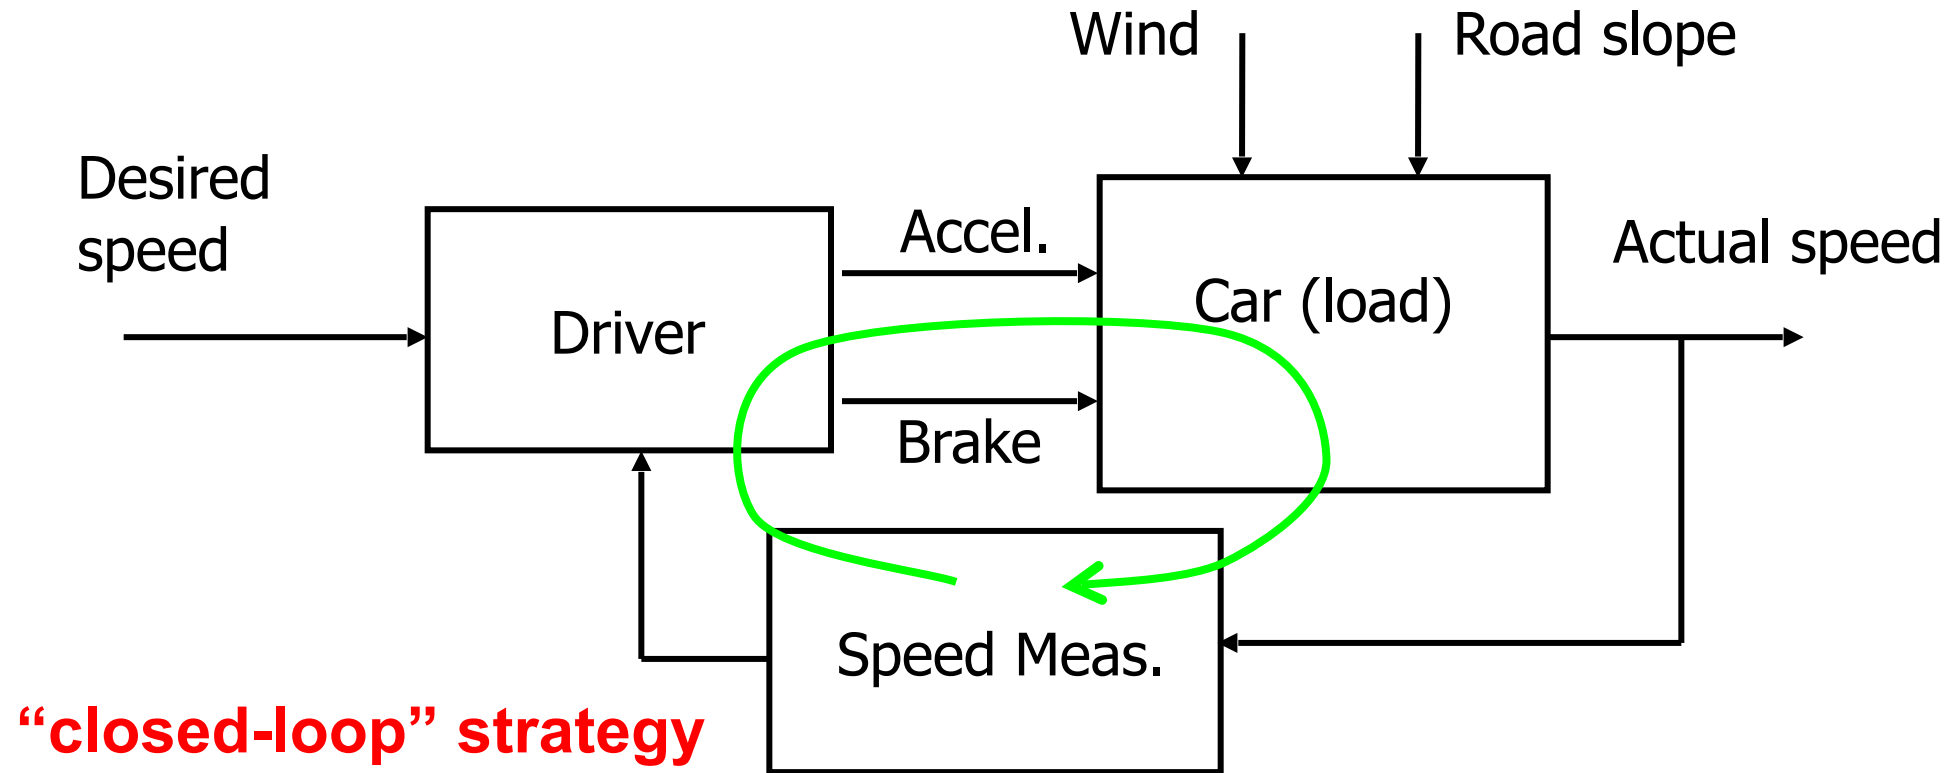 Wind
Road slope
Desired
speed
Accel.
Actual speed
Car (load)
Driver
Brake
Speed Meas.
“closed-loop” strategy